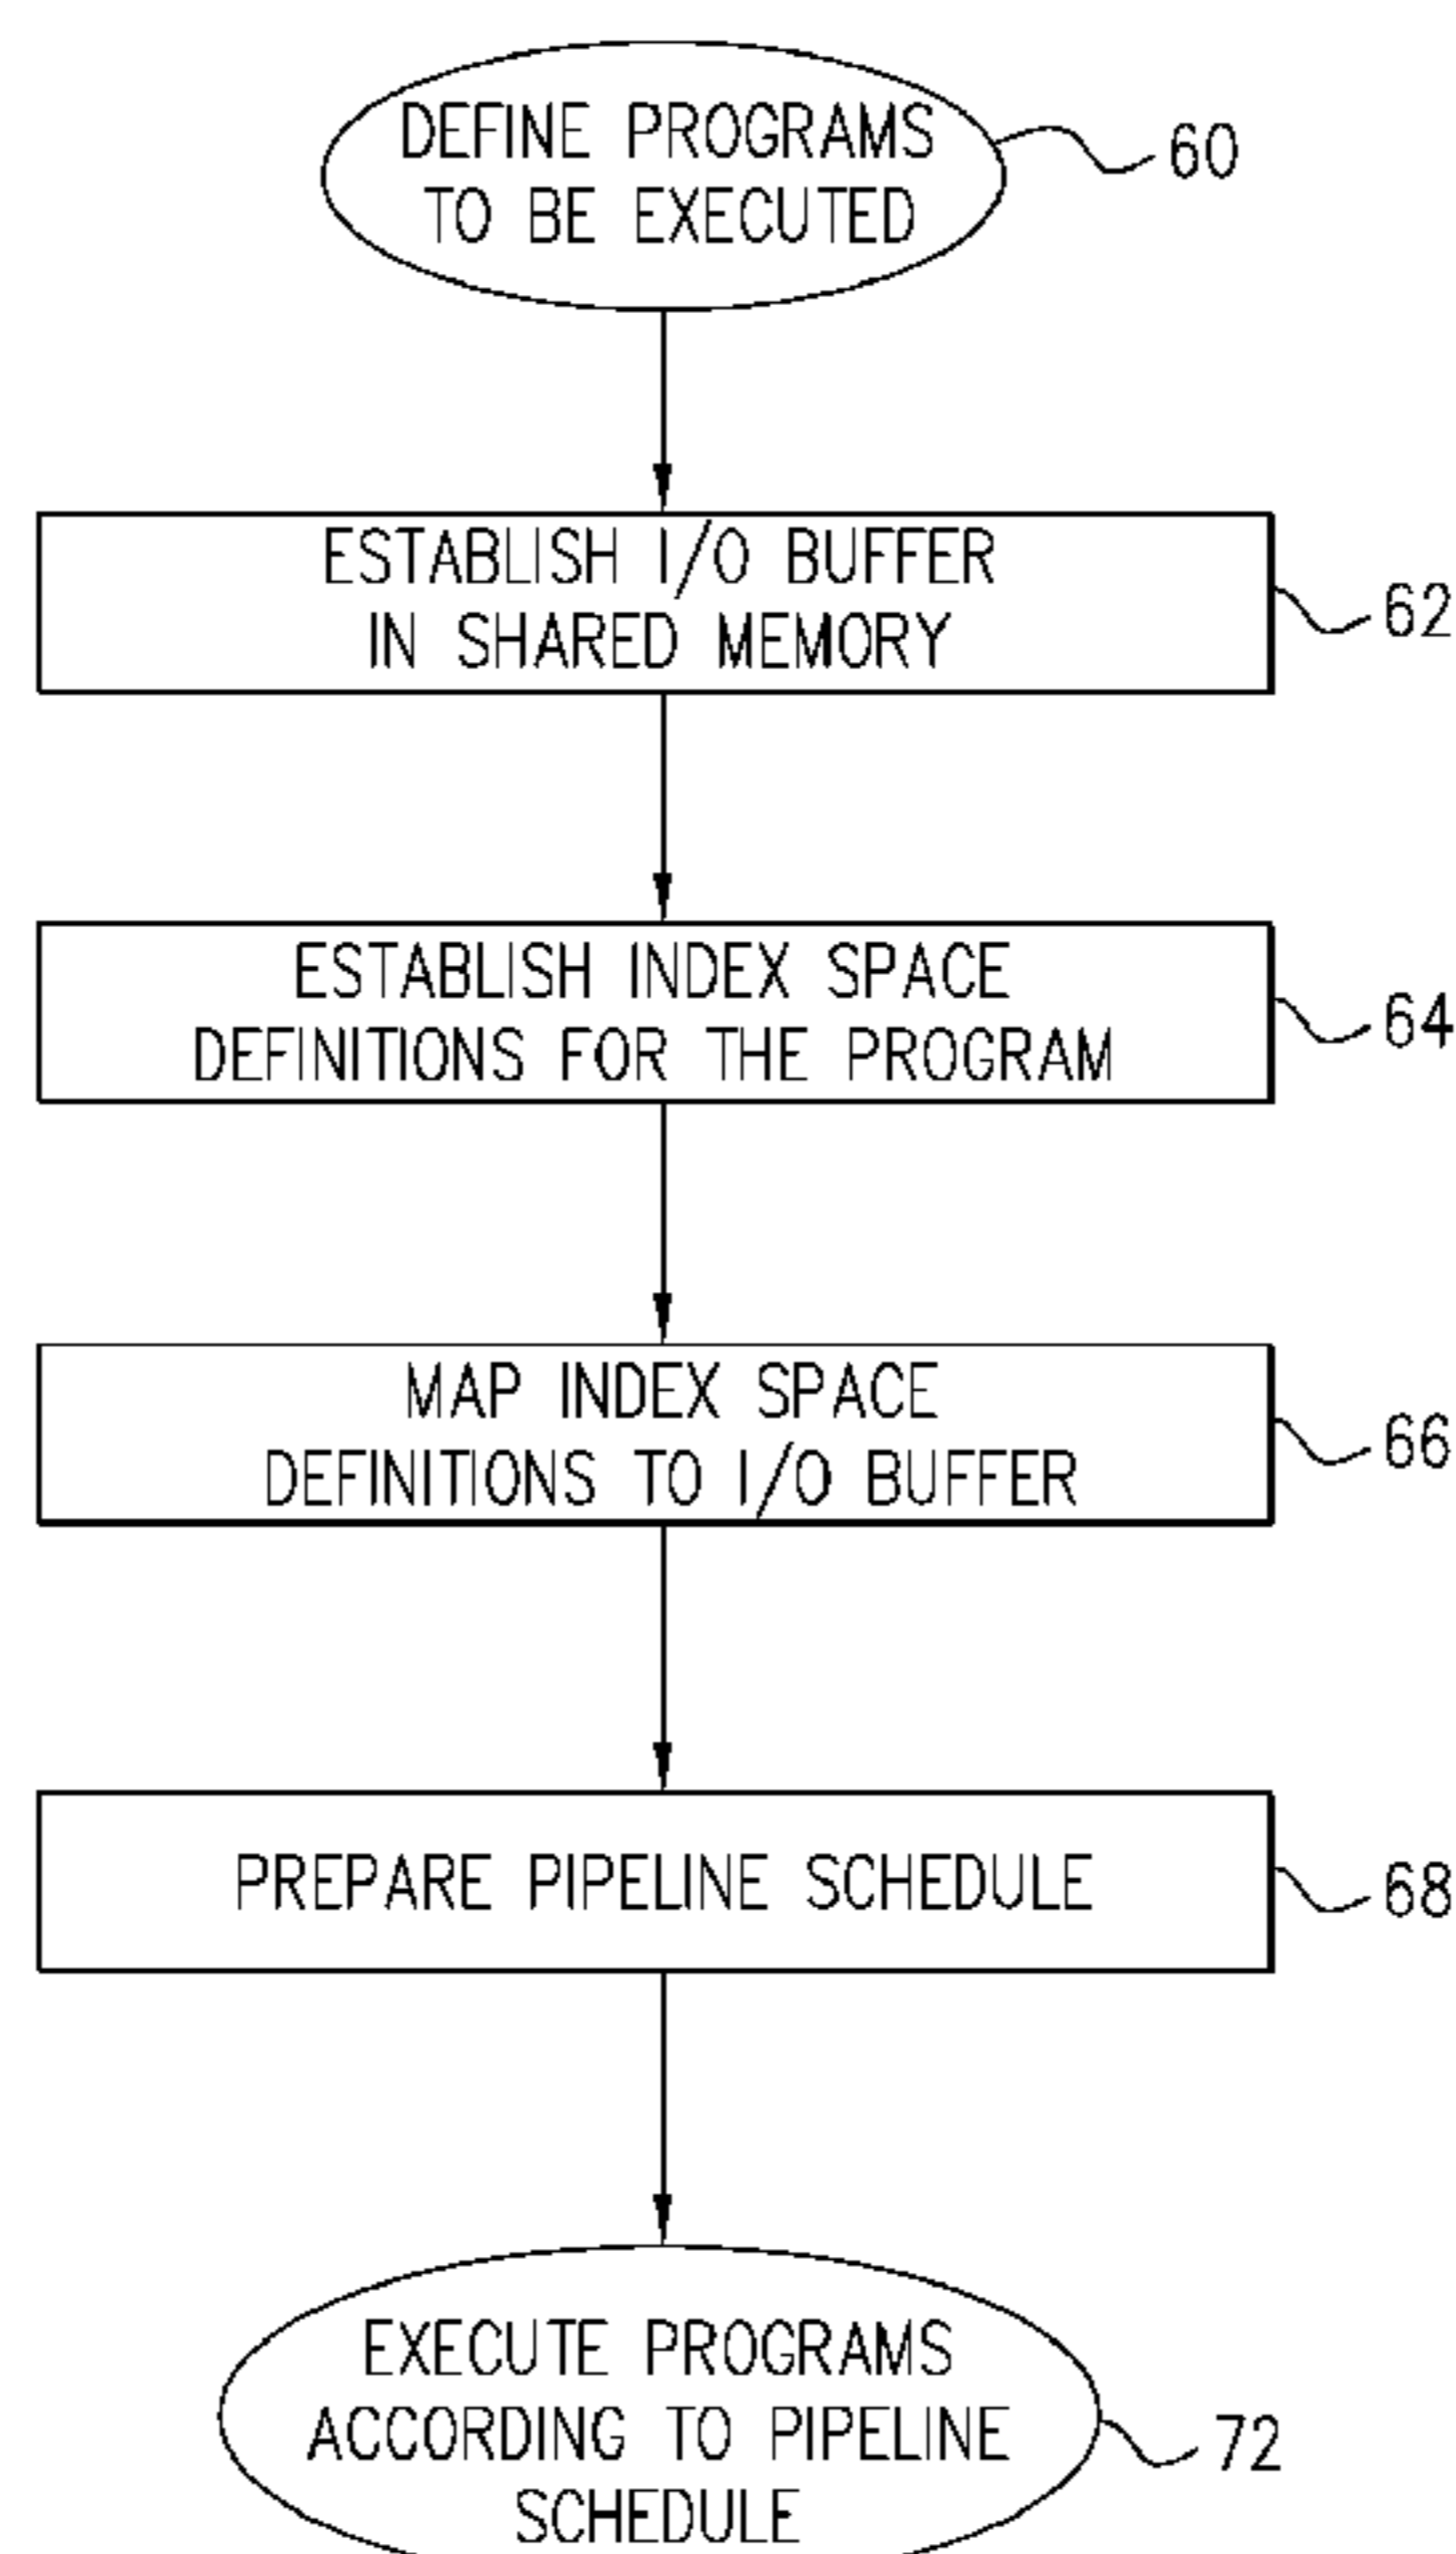 DEFINE PROGRAMS
TO BE EXECUTED
60
ESTABLISH I/O BUFFER
IN SHARED MEMORY
62
ESTABLISH INDEX SPACE
DEFINITIONS FOR THE PROGRAM
64
MAP INDEX SPACE
DEFINITIONS TO I/O BUFFER
66
PREPARE PIPELINE SCHEDULE
68
EXECUTE PROGRAMS
ACCORDING TO PIPELINE
SCHEDULE
72